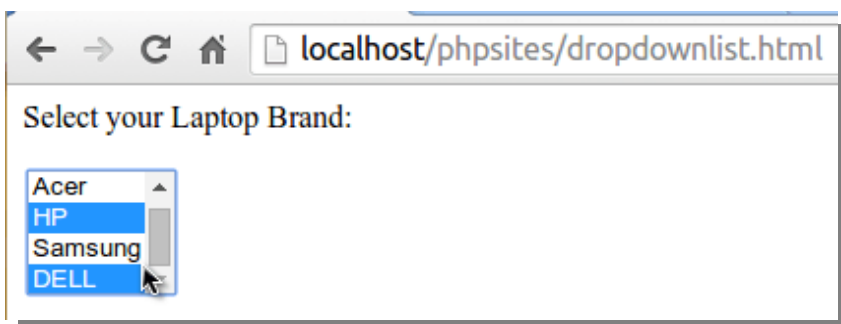 localhost/phpsites/dropdownlist.html
Select your Laptop Brand:
Acer
HP
Samsung
DELL